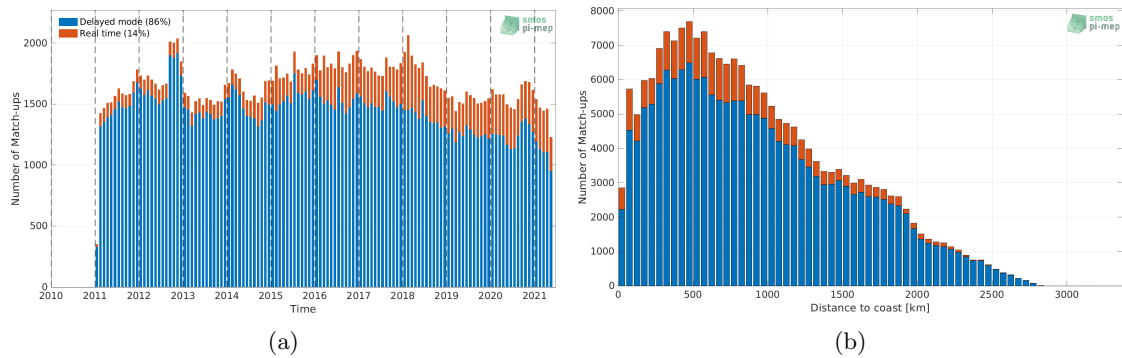 Delayed mode (86%)
Real time (14%)
smos
pi-mep
Number of Match-ups
2000
1500
1000
500
0
2010 2011 2012 2013 2014 2015 2016 2017 2018 2019 2020 2021
Time
(a)
smos
pi-mep
Number of Match-ups
8000
7000
6000
5000
4000
3000
2000
1000
0
0 500 1000 1500 2000 2500 3000
Distance to coast [km]
(b)